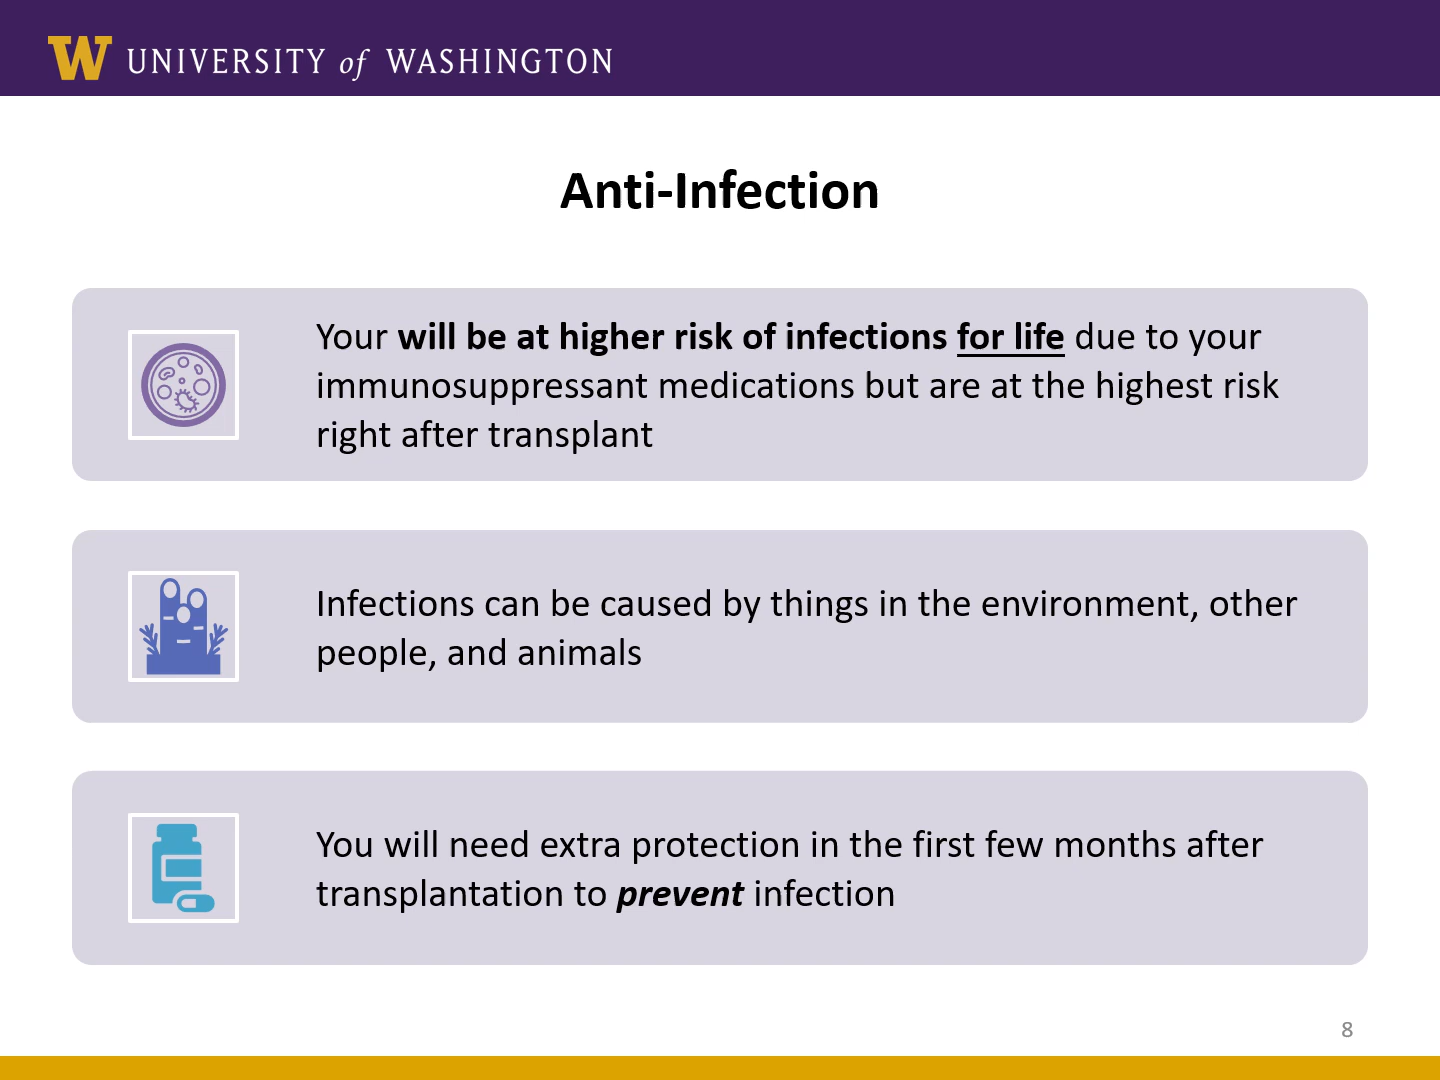 W UNIVERSITY of WASHINGTON
Anti-Infection
Your will be at higher risk of infections for life due to your
immunosuppressant medications but are at the highest risk
right after transplant
Infections can be caused by things in the environment, other
people, and animals
You will need extra protection in the first few months after
transplantation to prevent infection
8